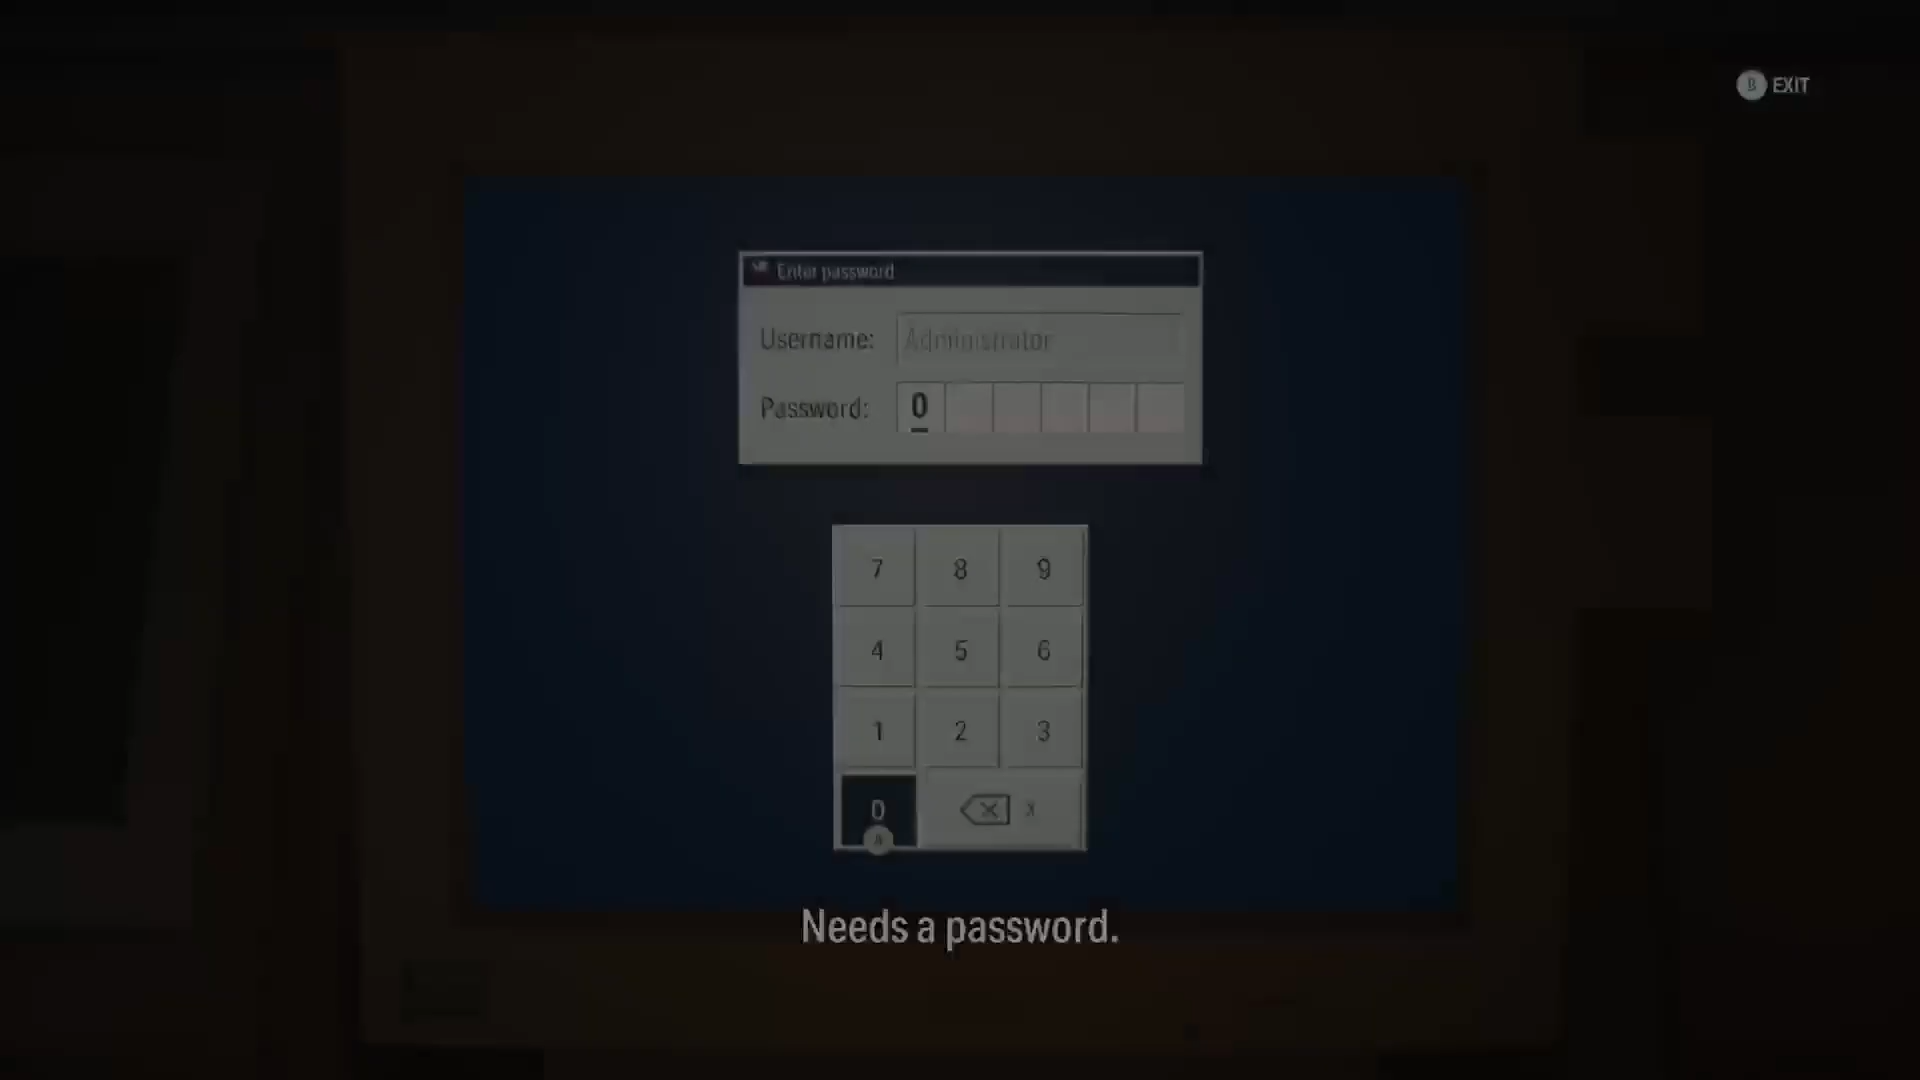 B EXIT
Enter password
Username: Administrator
Password: 0
7 8 9
4 5 6
1 2 3
0 X
A
Needs a password.